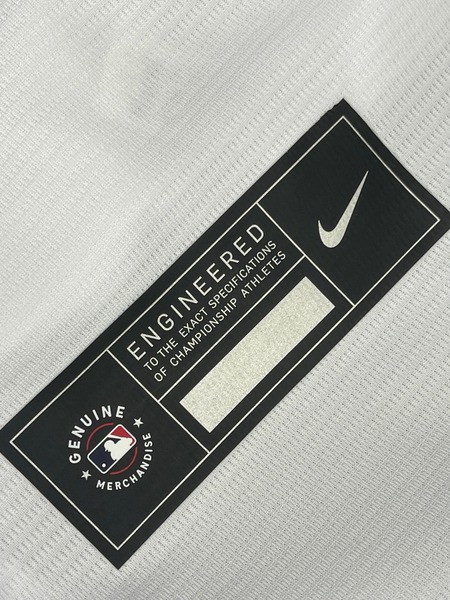 ENGINEERED
TO THE EXACT SPECIFICATIONS
OF CHAMPIONSHIP ATHLETES
GENUINE
MERCHANDISE